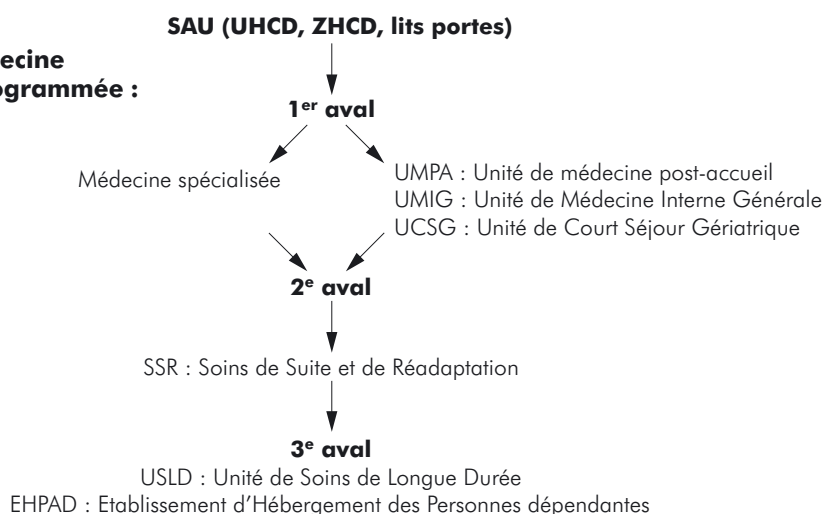 SAU (UHCD, ZHCD, lits portes)
ecine
ogrammée :
1er aval
Médecine spécialisée
UMPA : Unité de médecine post-accueil
UMIG : Unité de Médecine Interne Générale
UCSG : Unité de Court Séjour Gériatrique
2e aval
SSR : Soins de Suite et de Réadaptation
3e aval
USLD : Unité de Soins de Longue Durée
EHPAD : Etablissement d’Hébergement des Personnes dépendantes